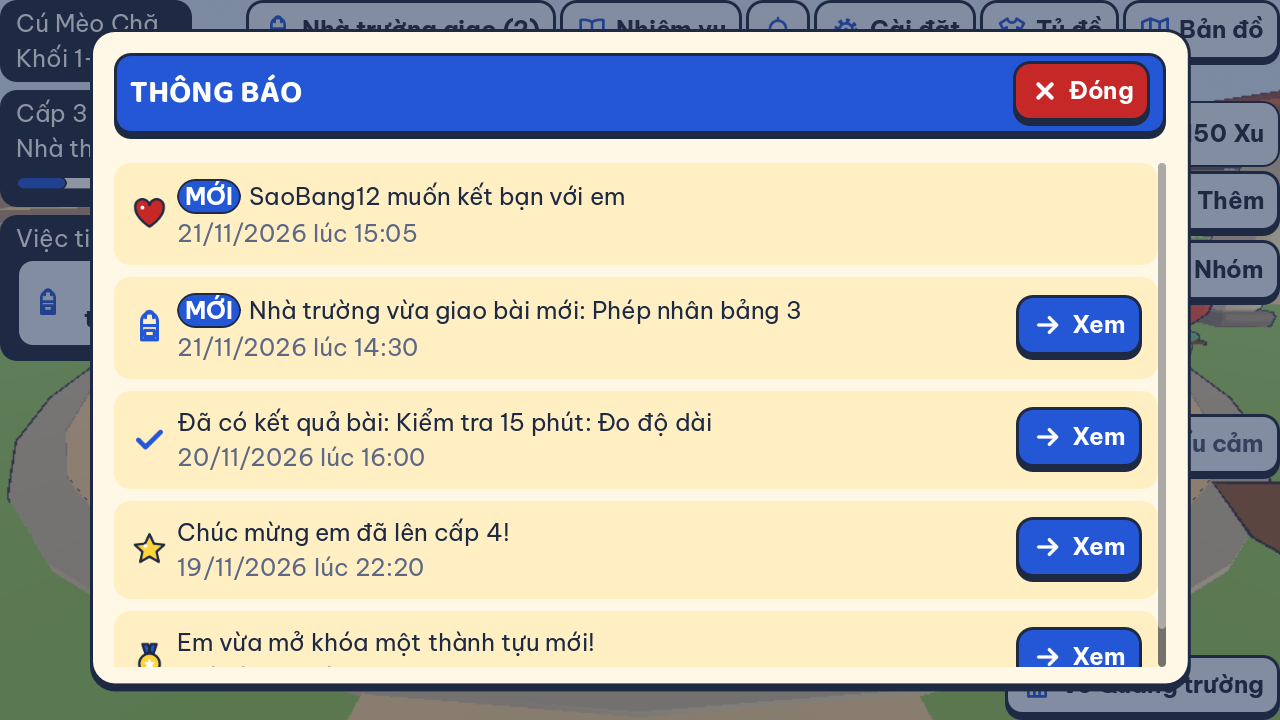 Cú Mèo Chă
Khối 1-
Cấp 3
Nhà th
Việc ti
Nhà trường giao (2)
Nhiệm vụ
Cài đặt
Tủ đồ
Bản đồ
THÔNG BÁO
Đóng
MỚI SaoBang12 muốn kết bạn với em
21/11/2026 lúc 15:05
MỚI Nhà trường vừa giao bài mới: Phép nhân bảng 3
21/11/2026 lúc 14:30
Xem
Đã có kết quả bài: Kiểm tra 15 phút: Đo độ dài
20/11/2026 lúc 16:00
Xem
Chúc mừng em đã lên cấp 4!
19/11/2026 lúc 22:20
Xem
Em vừa mở khóa một thành tựu mới!
Xem
50 Xu
Thêm
Nhóm
u cảm
Về Quảng trường